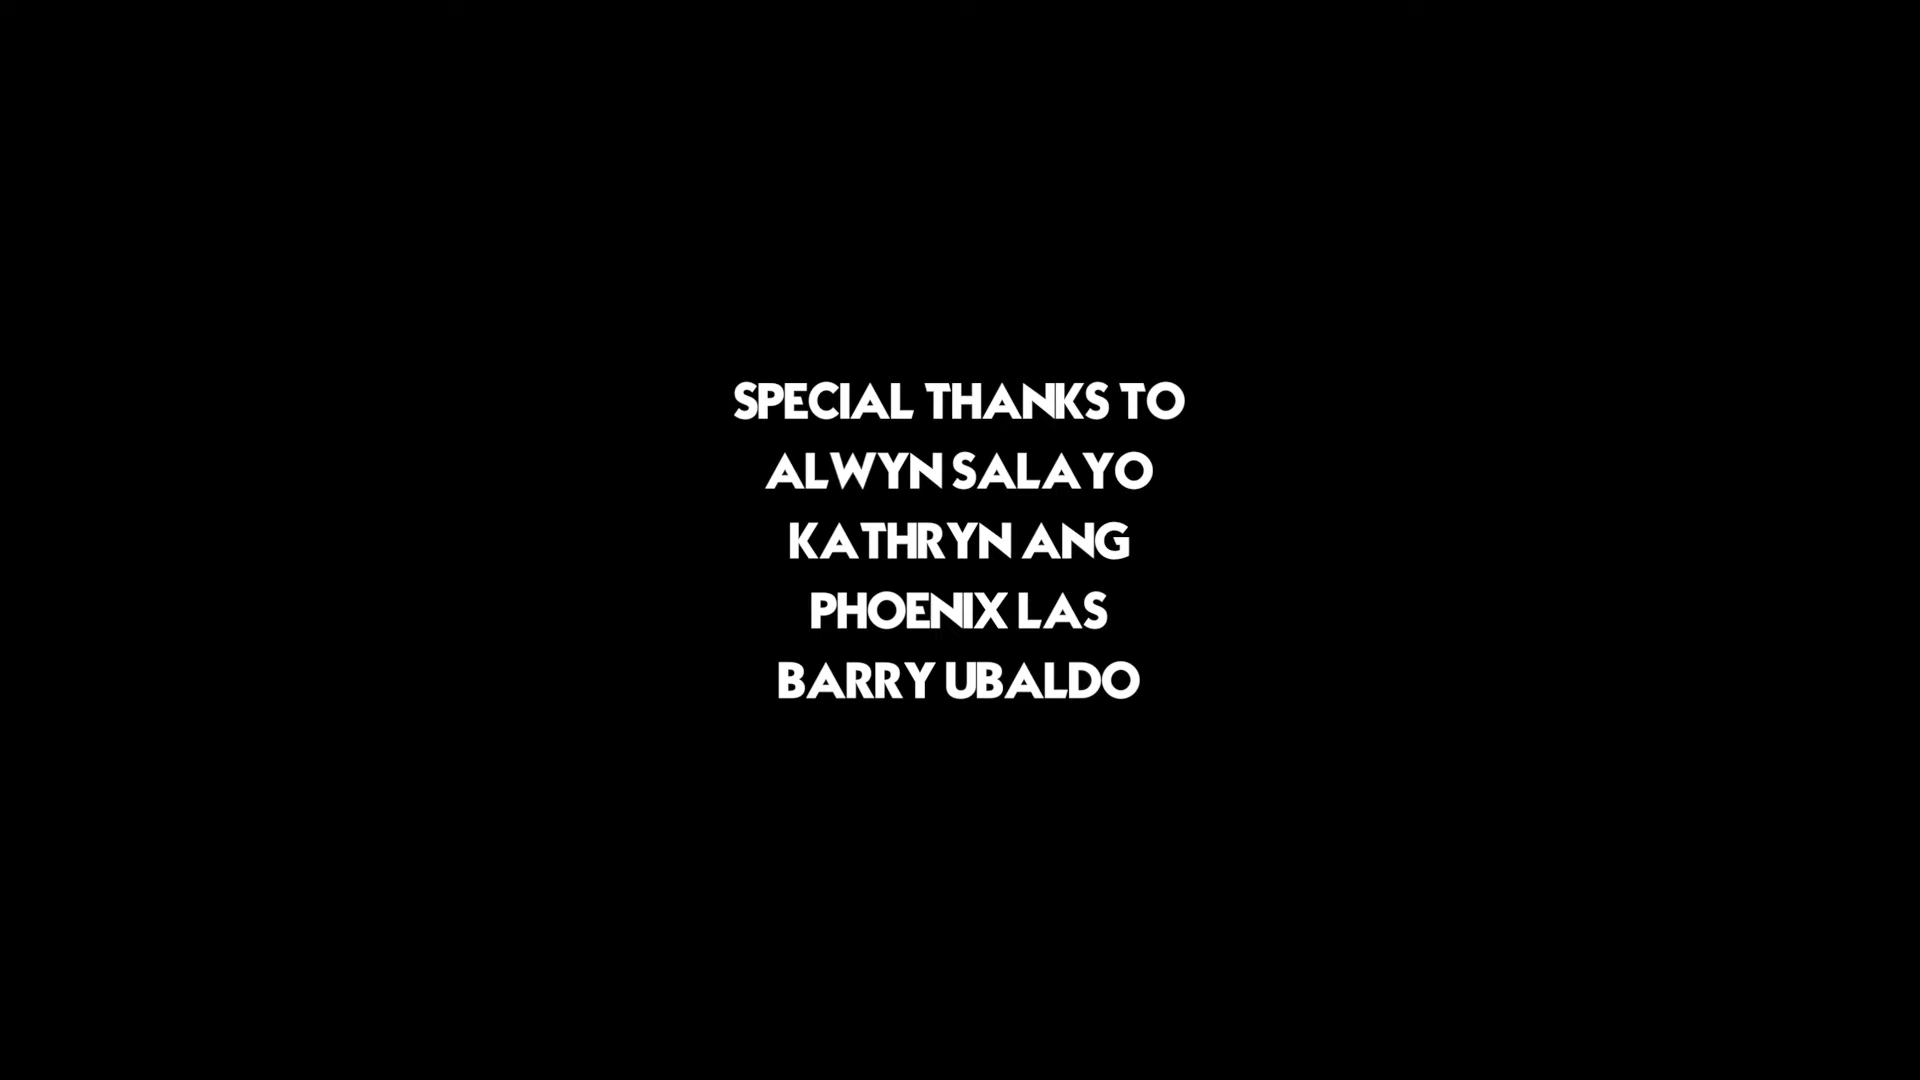 SPECIAL THANKS TO
ALWYN SALAYO
KATHRYN ANG
PHOENIX LAS
BARRY UBALDO